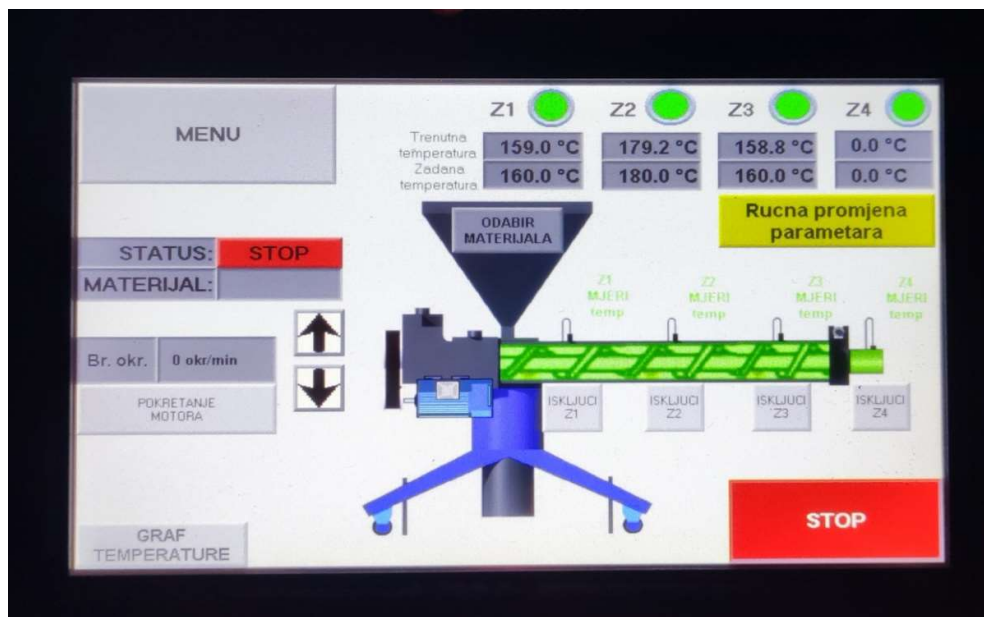 MENU
Z1
Z2
Z3
Z4
Trenutna
temperatura
159.0 °C
179.2 °C
158.8 °C
0.0 °C
Zadana
temperatura
160.0 °C
180.0 °C
160.0 °C
0.0 °C
ODABIR
MATERIJALA
Rucna promjena
parametara
STATUS: STOP
MATERIJAL:
Z1
MJERI
temp
Z2
MJERI
temp
Z3
MJERI
temp
Z4
MJERI
temp
Br. okr. 0 okr/min
POKRETANJE
MOTORA
ISKLJUCI
Z1
ISKLJUCI
Z2
ISKLJUCI
Z3
ISKLJUCI
Z4
GRAF
TEMPERATURE
STOP